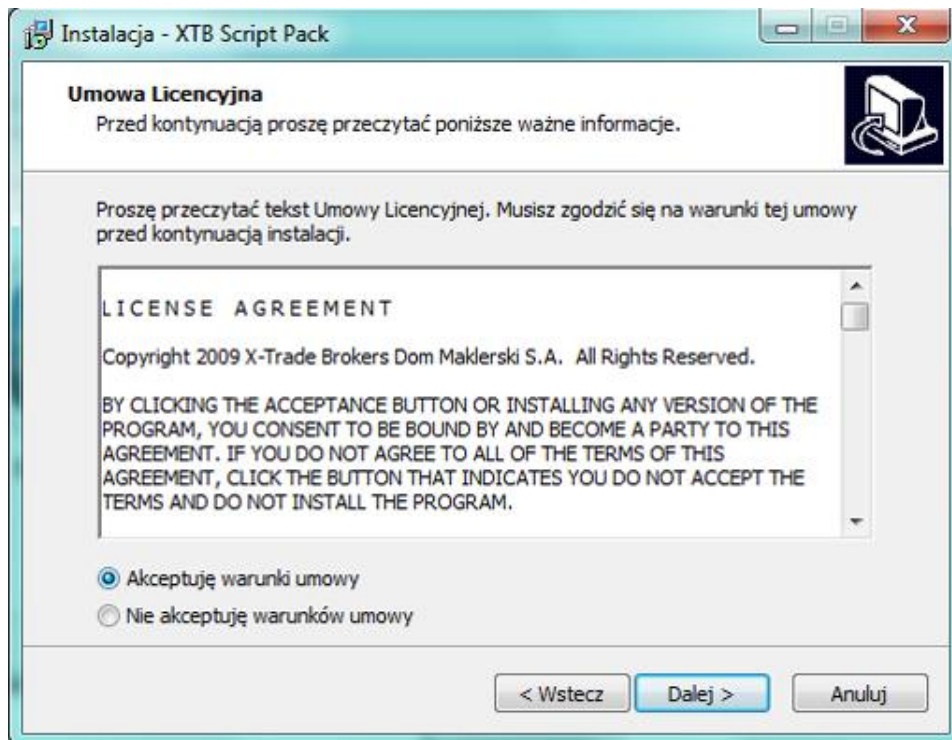 Instalacja - XTB Script Pack
Umowa Licencyjna
Przed kontynuacją proszę przeczytać poniższe ważne informacje.
Proszę przeczytać tekst Umowy Licencyjnej. Musisz zgodzić się na warunki tej umowy
przed kontynuacją instalacji.
LICENSE AGREEMENT
Copyright 2009 X-Trade Brokers Dom Maklerski S.A. All Rights Reserved.
BY CLICKING THE ACCEPTANCE BUTTON OR INSTALLING ANY VERSION OF THE
PROGRAM, YOU CONSENT TO BE BOUND BY AND BECOME A PARTY TO THIS
AGREEMENT. IF YOU DO NOT AGREE TO ALL OF THE TERMS OF THIS
AGREEMENT, CLICK THE BUTTON THAT INDICATES YOU DO NOT ACCEPT THE
TERMS AND DO NOT INSTALL THE PROGRAM.
Akceptuję warunki umowy
Nie akceptuję warunków umowy
< Wstecz Dalej > Anuluj